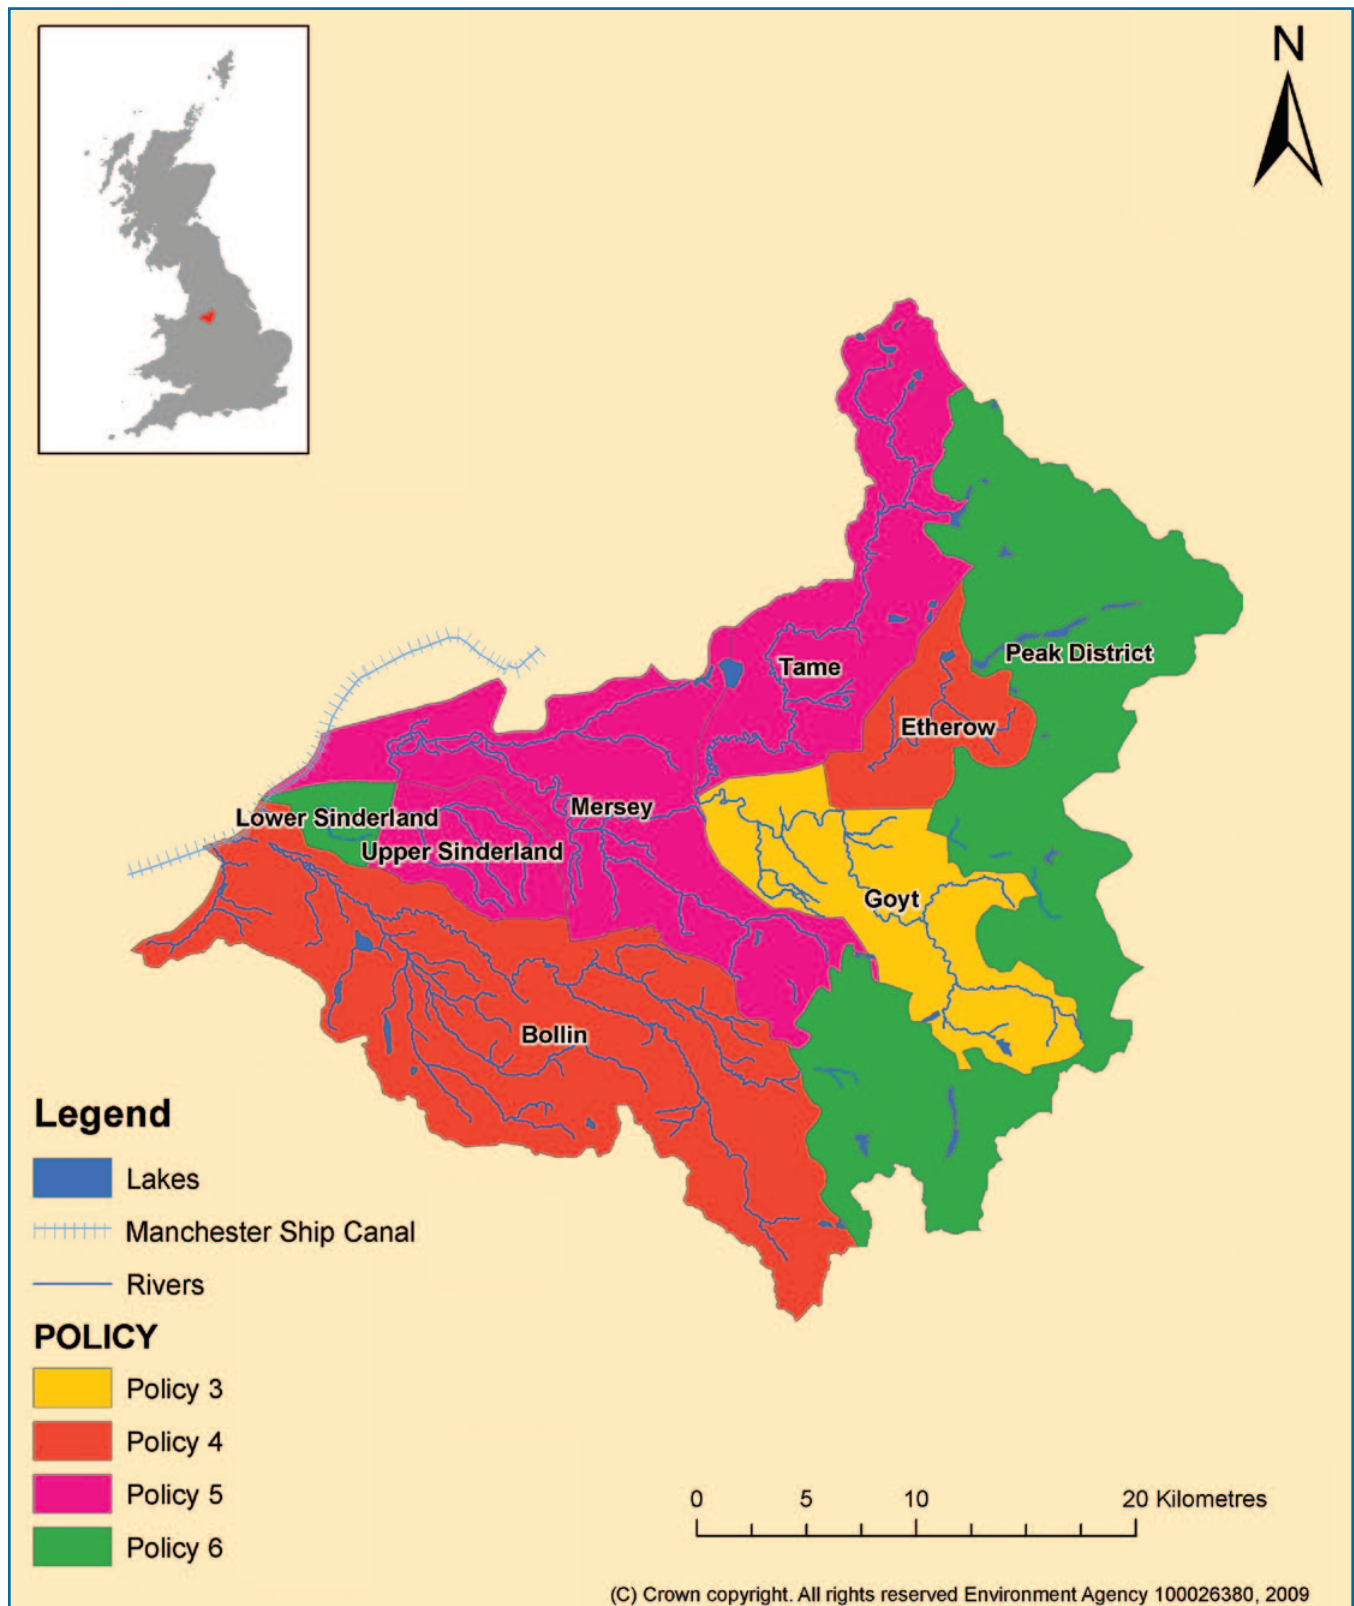 N
Peak District
Tame
Etherow
Mersey
Lower Sinderland
Upper Sinderland
Goyt
Bollin
Legend
Lakes
Manchester Ship Canal
Rivers
POLICY
Policy 3
Policy 4
Policy 5
Policy 6
0 5 10 20 Kilometres
(C) Crown copyright. All rights reserved Environment Agency 100026380, 2009